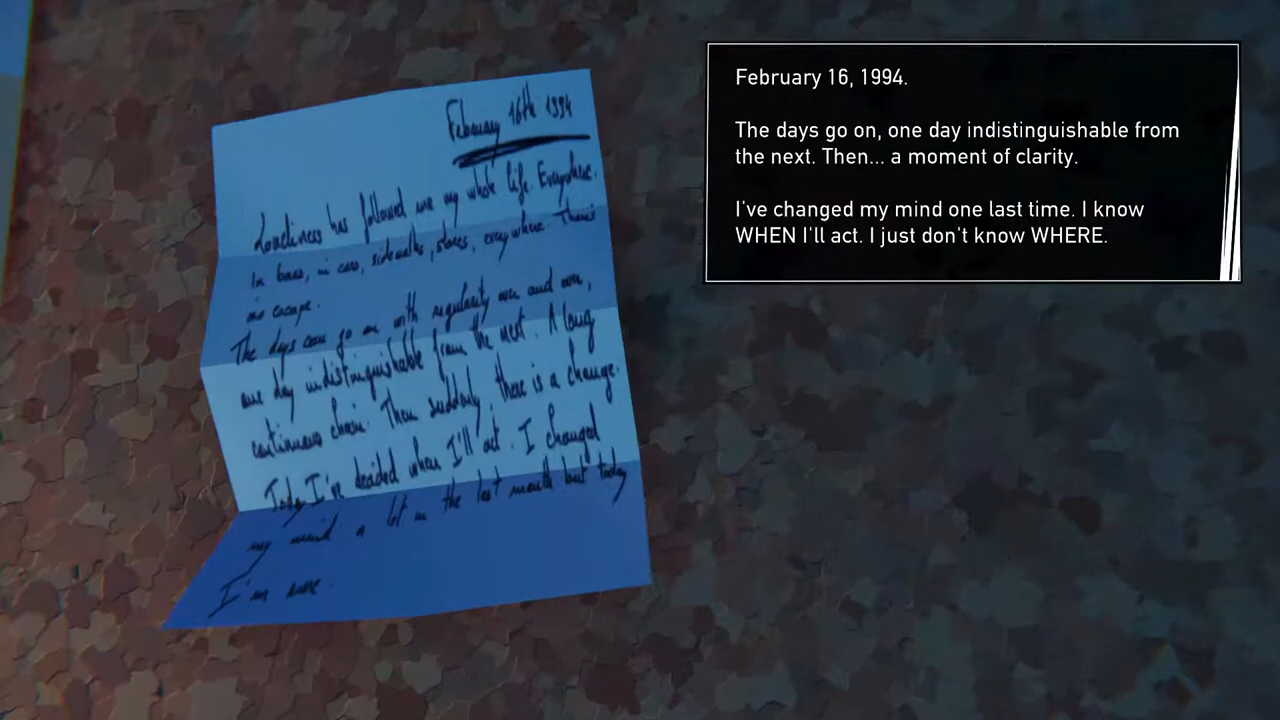 February 16th 1994
Loneliness has followed me my whole life. Everywhere.
In bars, in cars, sidewalks, stores, everywhere. There's
no escape.
The days can go on with regularity over and over,
one day indistinguishable from the next. A long
continuous chain. Then suddenly, there is a change.
Today I've decided when I'll act. I changed
my mind a lot in the last month but today
I'm sure.
February 16, 1994.
The days go on, one day indistinguishable from
the next. Then... a moment of clarity.
I've changed my mind one last time. I know
WHEN I'll act. I just don't know WHERE.